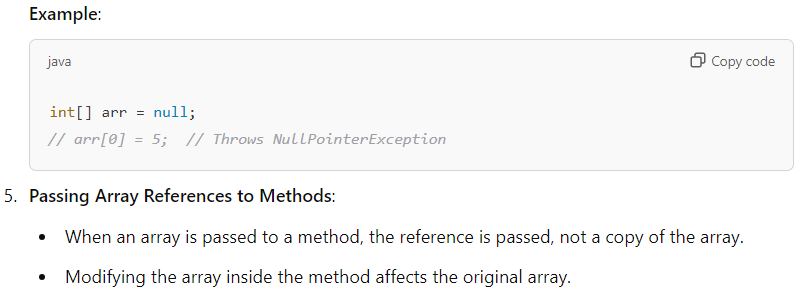 Example:
java
Copy code
int[] arr = null;
// arr[0] = 5;  // Throws NullPointerException
5. Passing Array References to Methods:
• When an array is passed to a method, the reference is passed, not a copy of the array.
• Modifying the array inside the method affects the original array.